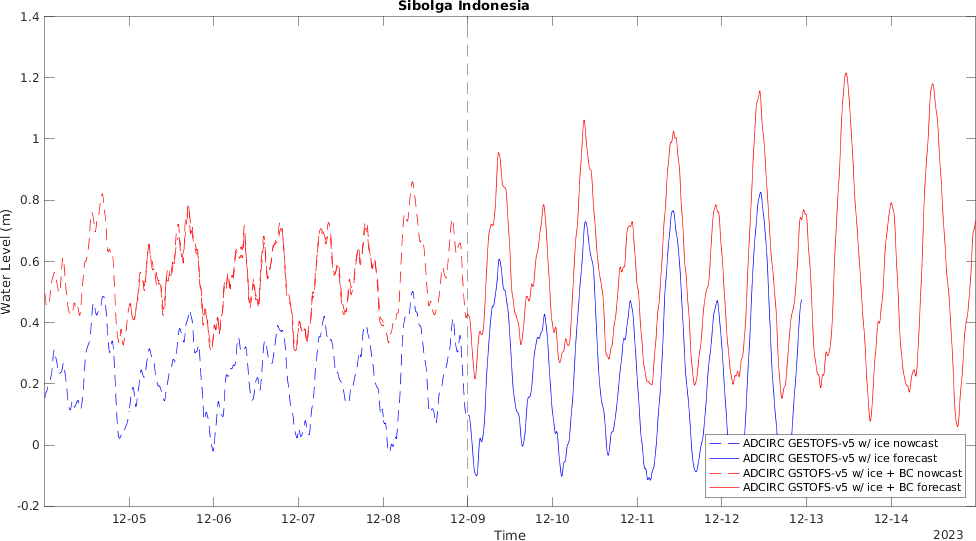 Sibolga Indonesia
1.4
1.2
1
0.8
0.6
0.4
0.2
0
-0.2
Water Level (m)
12-05 12-06 12-07 12-08 12-09 12-10 12-11 12-12 12-13 12-14
Time
2023
ADCIRC GESTOFS-v5 w/ ice nowcast
ADCIRC GESTOFS-v5 w/ ice forecast
ADCIRC GSTOFS-v5 w/ ice + BC nowcast
ADCIRC GSTOFS-v5 w/ ice + BC forecast